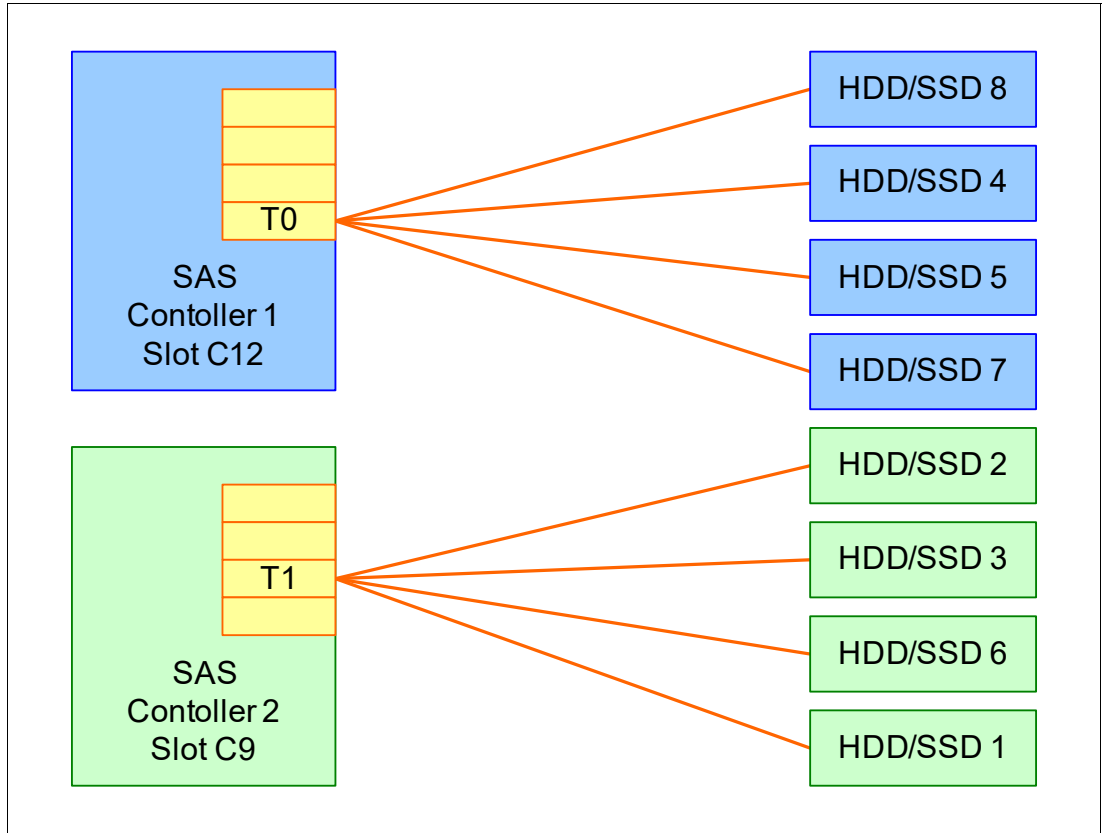 T0
SAS
Contoller 1
Slot C12
HDD/SSD 8
HDD/SSD 4
HDD/SSD 5
HDD/SSD 7
T1
SAS
Contoller 2
Slot C9
HDD/SSD 2
HDD/SSD 3
HDD/SSD 6
HDD/SSD 1